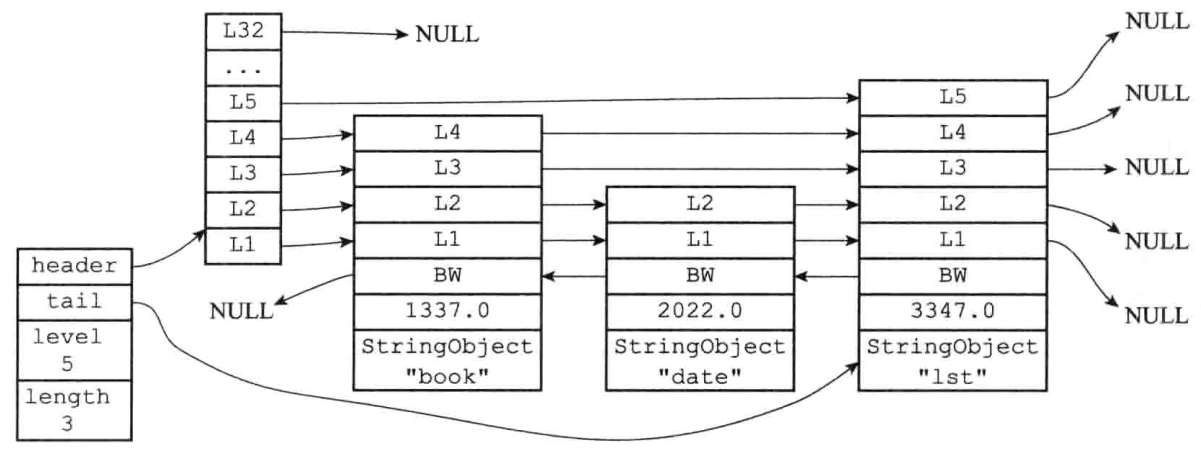 L32
NULL
...
L5
L4
L3
L2
L1
header
tail
level
5
length
3
NULL
L4
L3
L2
L1
BW
1337.0
StringObject
"book"
L2
L1
BW
2022.0
StringObject
"date"
L5
L4
L3
L2
L1
BW
3347.0
StringObject
"lst"
NULL
NULL
NULL
NULL
NULL